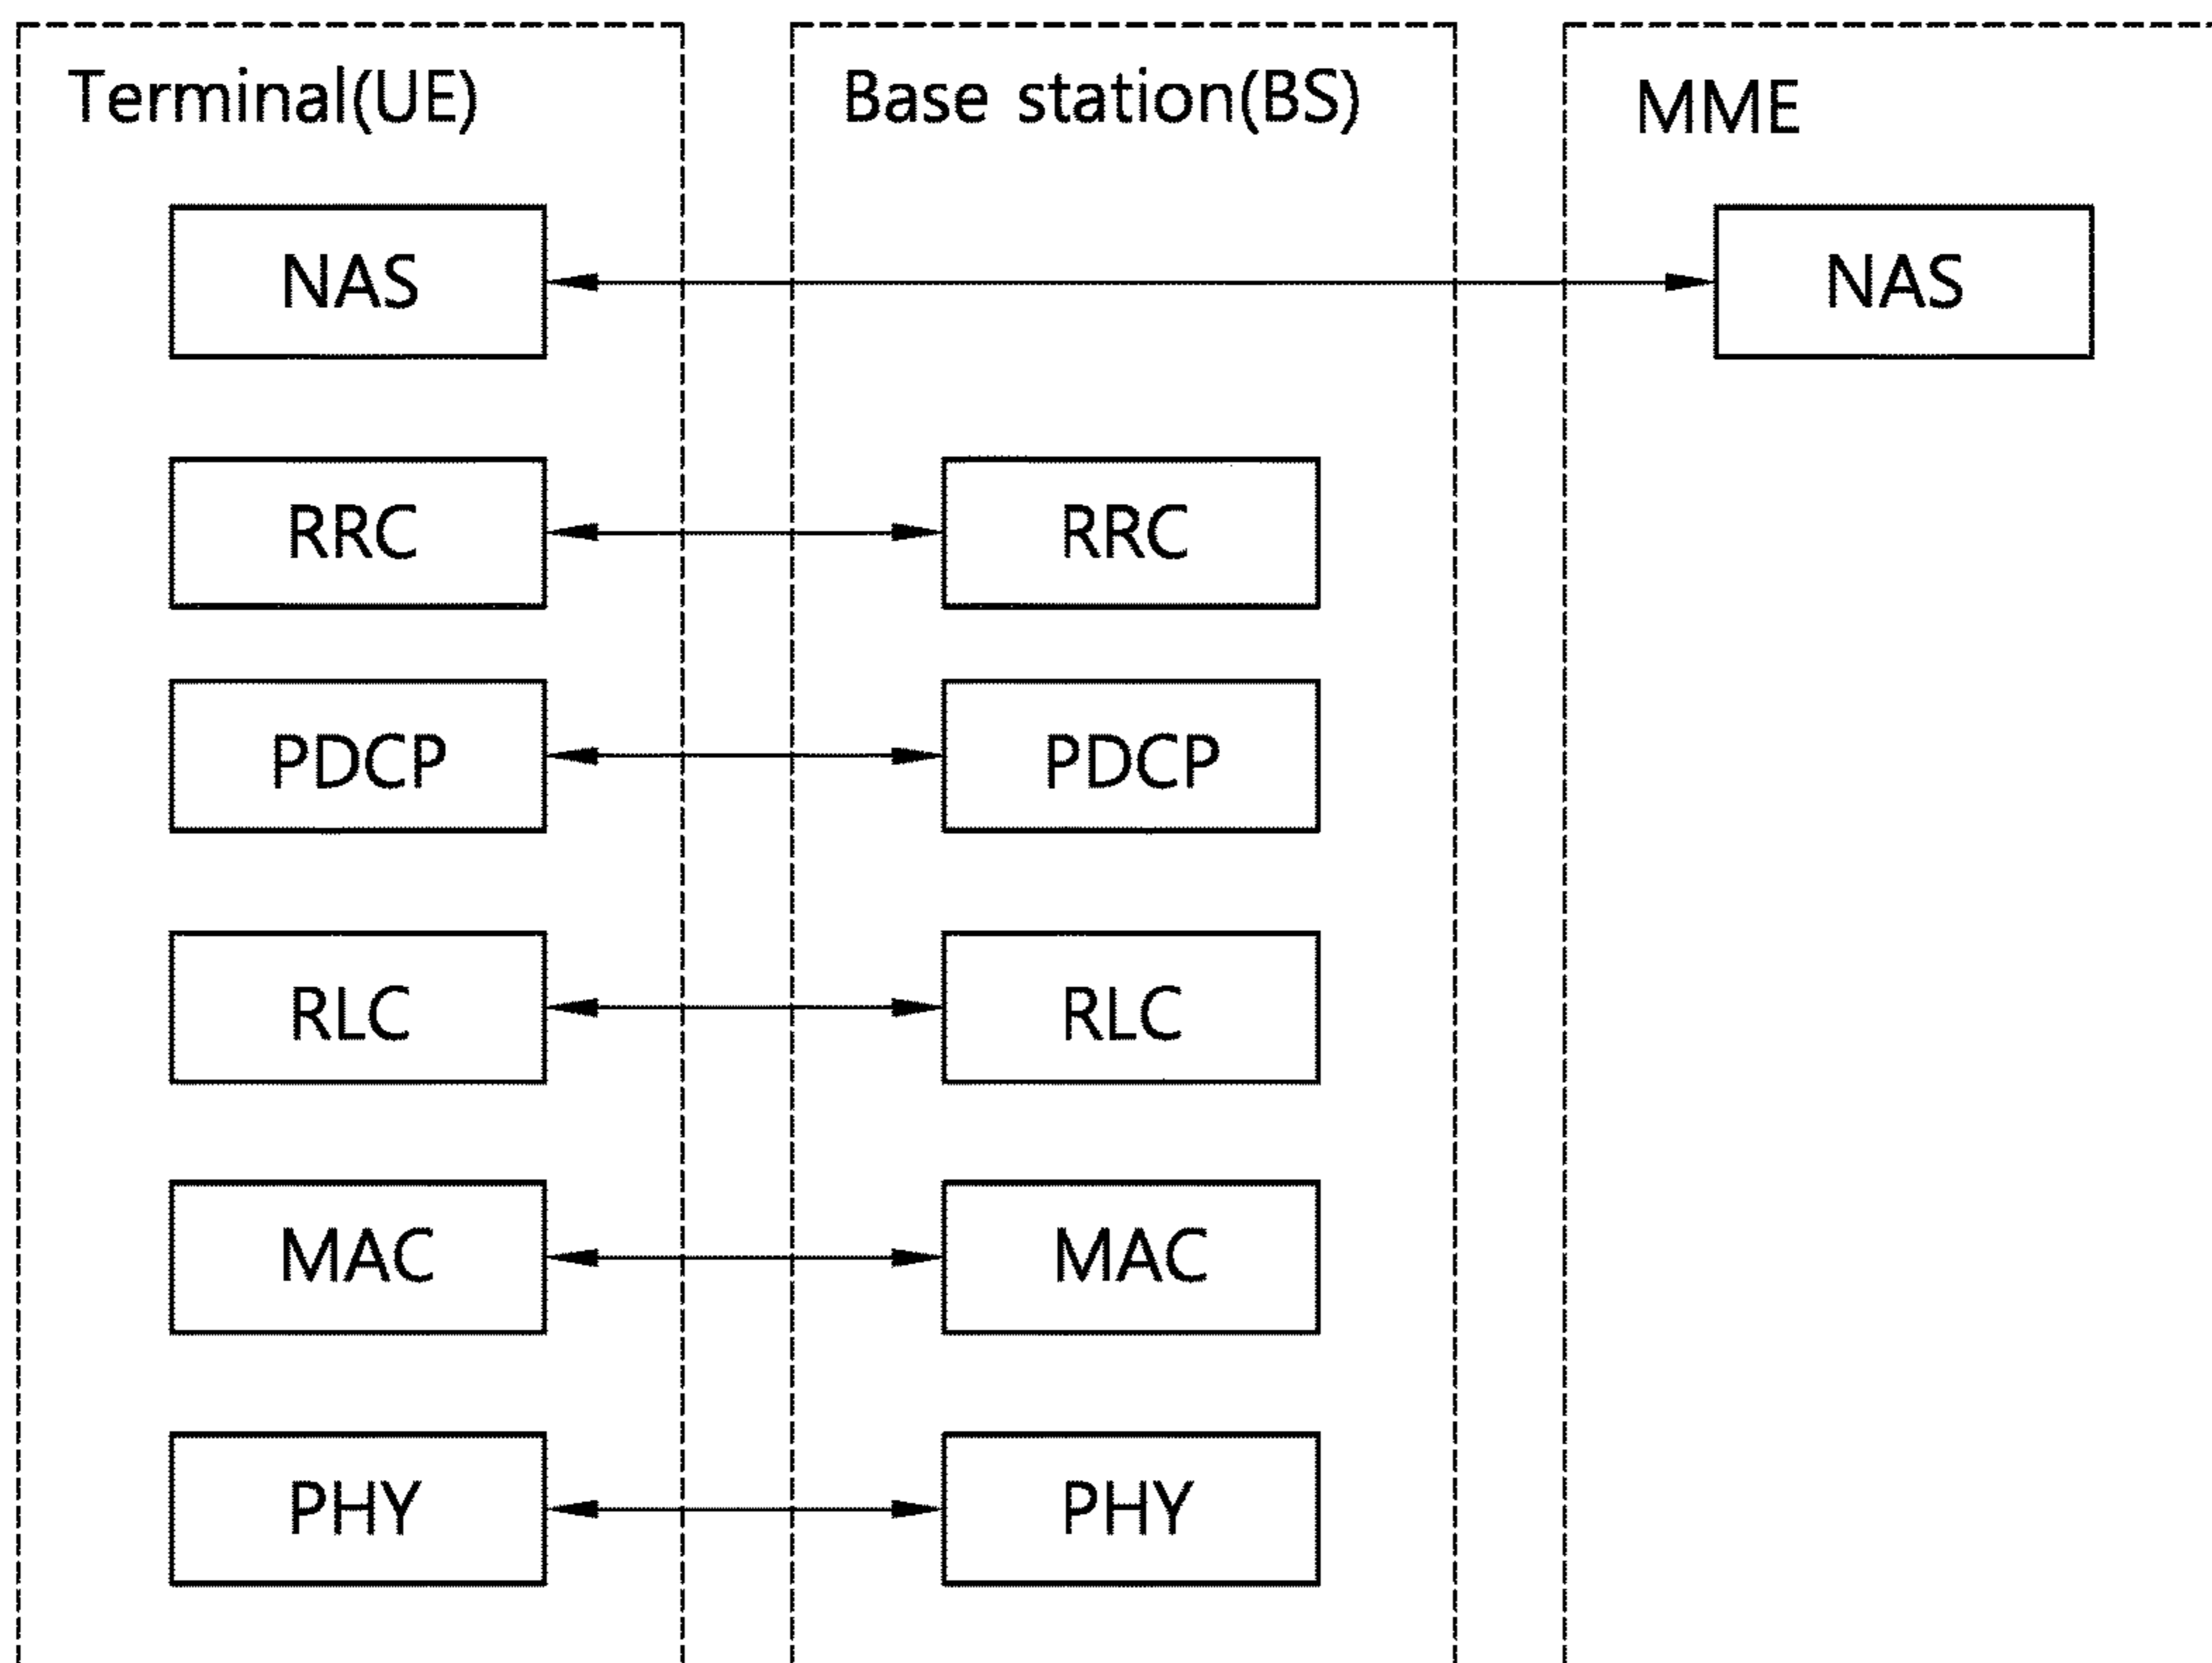 Terminal(UE)
Base station(BS)
MME
NAS
NAS
RRC
RRC
PDCP
PDCP
RLC
RLC
MAC
MAC
PHY
PHY